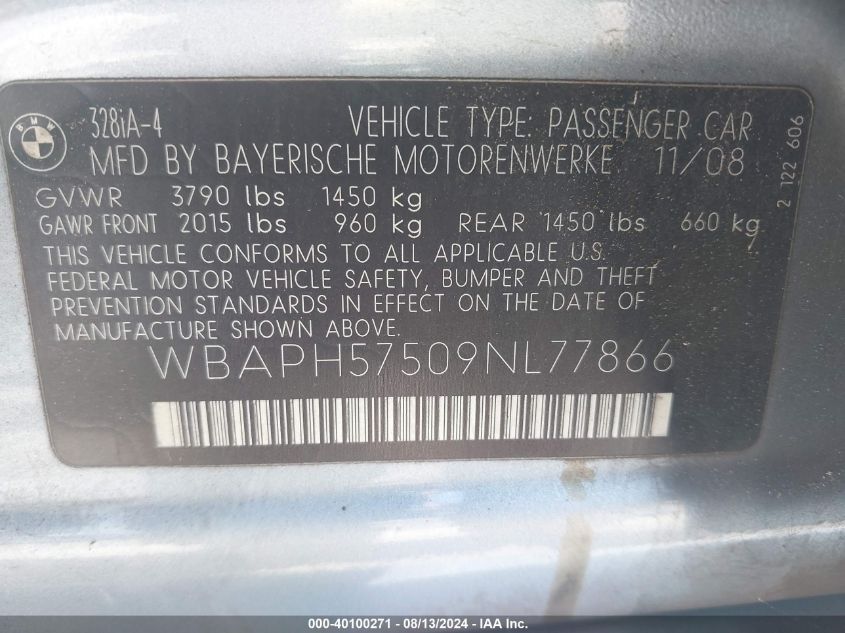 BMW
328iA-4 VEHICLE TYPE: PASSENGER CAR
MFD BY BAYERISCHE MOTORENWERKE 11/08
GVWR 3790 lbs 1450 kg
GAWR FRONT 2015 lbs 960 kg REAR 1450 lbs 660 kg
THIS VEHICLE CONFORMS TO ALL APPLICABLE U.S.
FEDERAL MOTOR VEHICLE SAFETY, BUMPER AND THEFT
PREVENTION STANDARDS IN EFFECT ON THE DATE OF
MANUFACTURE SHOWN ABOVE.
WBAPH57509NL77866
2 122 606
000-40100271 - 08/13/2024 - IAA Inc.